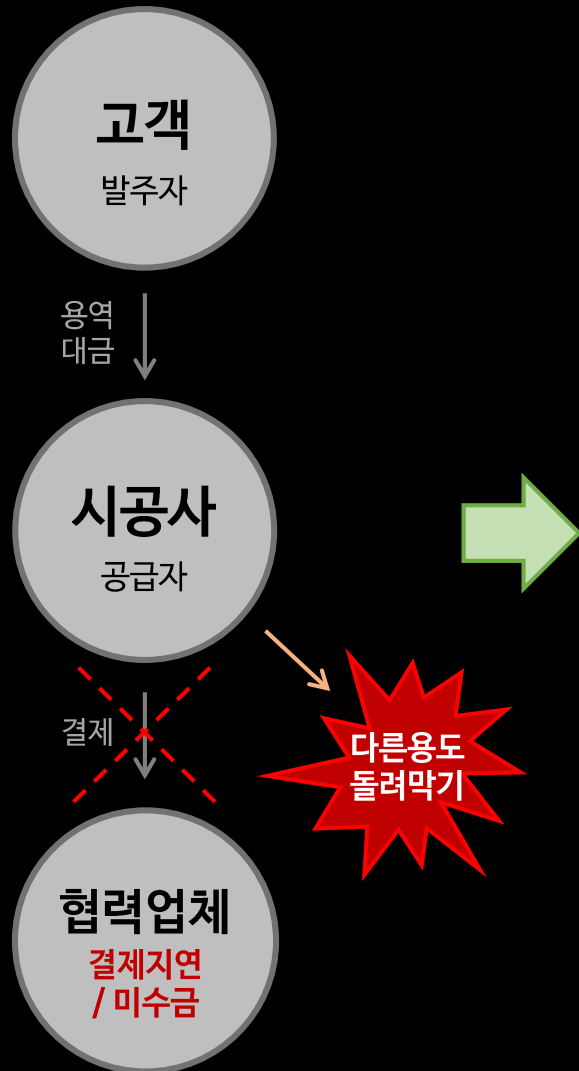 고객
발주자
용역
대금
시공사
공급자
결제
다른용도
돌려막기
협력업체
결제지연
/ 미수금